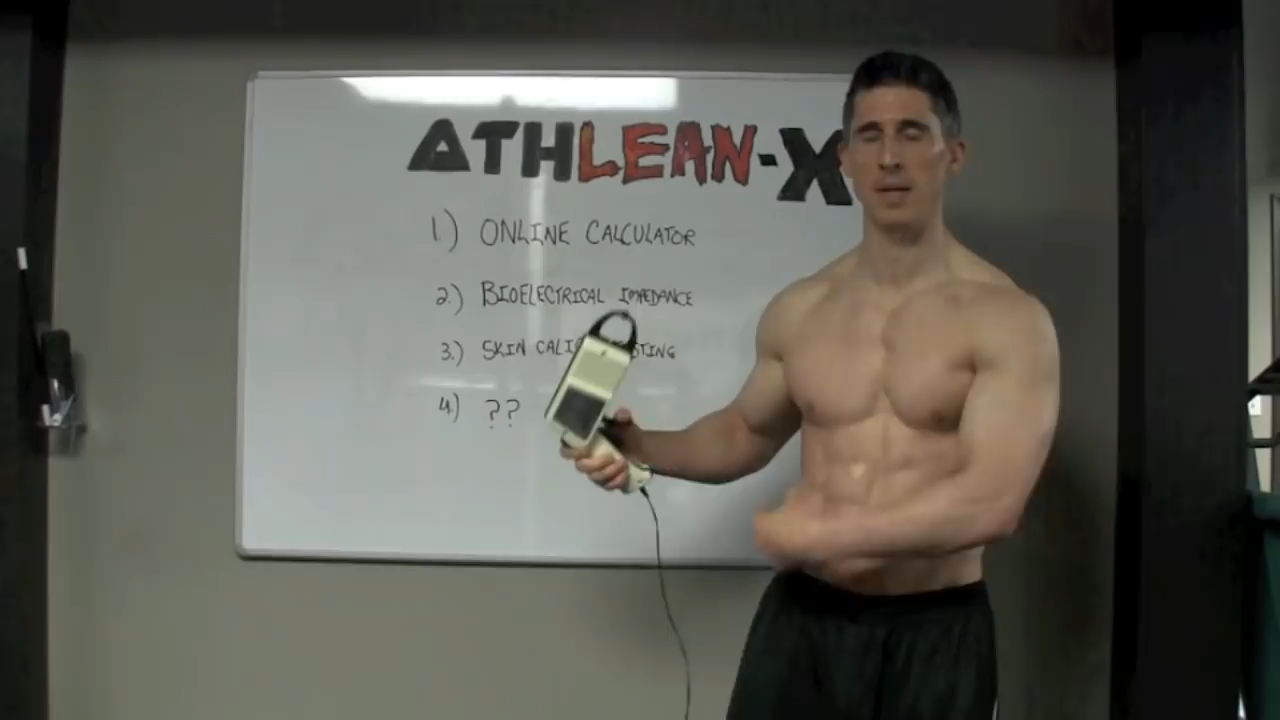 ATHLEAN-X
1.) ONLINE CALCULATOR
2.) BIOELECTRICAL IMPEDANCE
3.) SKIN
4.) ??